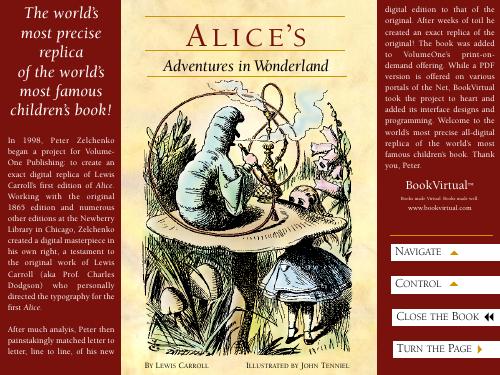 The world's
most precise
replica
of the world's
most famous
children's book!
In 1998, Peter Zelchenko
began a project for Volume-
One Publishing: to create an
exact digital replica of Lewis
Carroll's first edition of Alice.
Working with the original
1865 edition and numerous
other editions at the Newberry
Library in Chicago, Zelchenko
created a digital masterpiece in
his own right, a testament to
the original work of Lewis
Carroll (aka Prof. Charles
Dodgson) who personally
directed the typography for the
first Alice.
After much analyis, Peter then
painstakingly matched letter to
letter, line to line, of his new
ALICE'S
Adventures in Wonderland
BY LEWIS CARROLL
ILLUSTRATED BY JOHN TENNIEL
digital edition to that of the
original. After weeks of toil he
created an exact replica of the
original! The book was added
to VolumeOne's print-on-
demand offering. While a PDF
version is offered on various
portals of the Net, BookVirtual
took the project to heart and
added its interface designs and
programming. Welcome to the
world's most precise all-digital
replica of the world's most
famous children's book. Thank
you, Peter.
BookVirtual™
Books made Virtual. Books made well.
www.bookvirtual.com
NAVIGATE
CONTROL
CLOSE THE BOOK
TURN THE PAGE